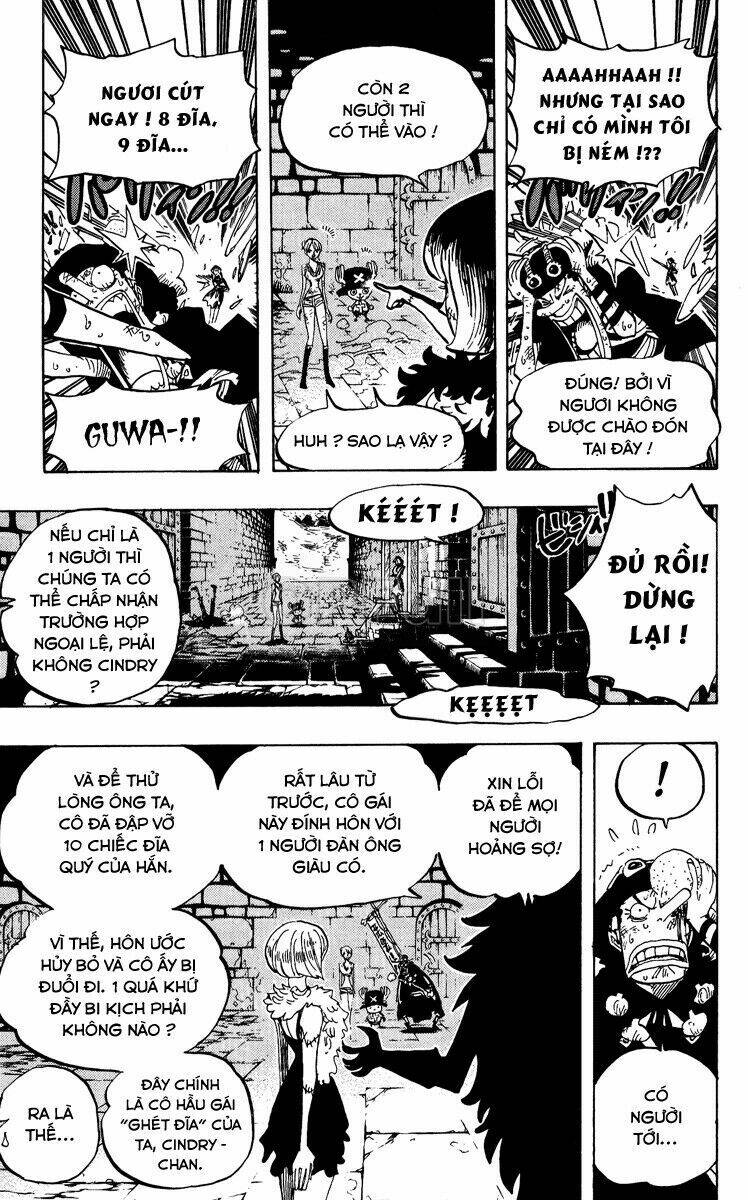 AAAAHHAAH !!
NHƯNG TẠI SAO
CHỈ CÓ MÌNH TÔI
BỊ NÉM !??
ĐÚNG! BỞI VÌ
NGƯƠI KHÔNG
ĐƯỢC CHÀO ĐÓN
TẠI ĐÂY !
CÒN 2
NGƯỜI THÌ
CÓ THỂ VÀO !
HUH ? SAO LẠ VẬY ?
NGƯƠI CÚT
NGAY ! 8 ĐĨA,
9 ĐĨA...
GUWA-!!
ĐỦ RỒI!
DỪNG
LẠI !
KÉÉÉT !
KẸẸẸẸT
NẾU CHỈ LÀ
1 NGƯỜI THÌ
CHÚNG TA CÓ
THỂ CHẤP NHẬN
TRƯỜNG HỢP
NGOẠI LỆ, PHẢI
KHÔNG CINDRY
?
!
CÓ
NGƯỜI
TỚI...
XIN LỖI
ĐÃ ĐỂ MỌI
NGƯỜI
HOẢNG SỢ!
RẤT LÂU TỪ
TRƯỚC, CÔ GÁI
NÀY ĐÍNH HÔN VỚI
1 NGƯỜI ĐÀN ÔNG
GIÀU CÓ.
VÀ ĐỂ THỬ
LÒNG ÔNG TA,
CÔ ĐÃ ĐẬP VỠ
10 CHIẾC ĐĨA
QUÝ CỦA HẮN.
VÌ THẾ, HÔN ƯỚC
HỦY BỎ VÀ CÔ ẤY BỊ
ĐUỔI ĐI. 1 QUÁ KHỨ
ĐẦY BI KỊCH PHẢI
KHÔNG NÀO ?
ĐÂY CHÍNH
LÀ CÔ HẦU GÁI
"GHÉT ĐĨA" CỦA
TA, CINDRY -
CHAN.
RA LÀ
THẾ...